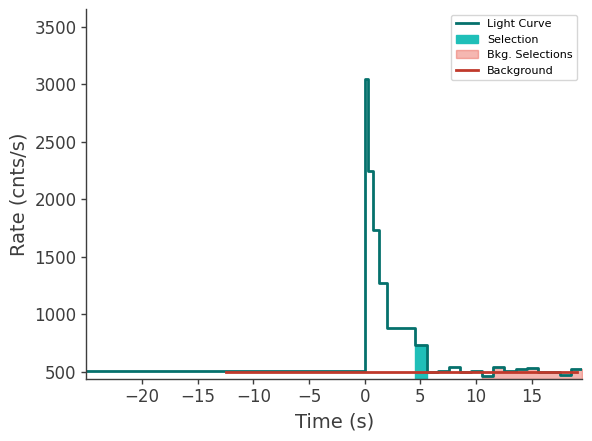 3500
3000
2500
2000
1500
1000
500
Rate (cnts/s)
−20 −15 −10 −5 0 5 10 15
Time (s)
Light Curve
Selection
Bkg. Selections
Background